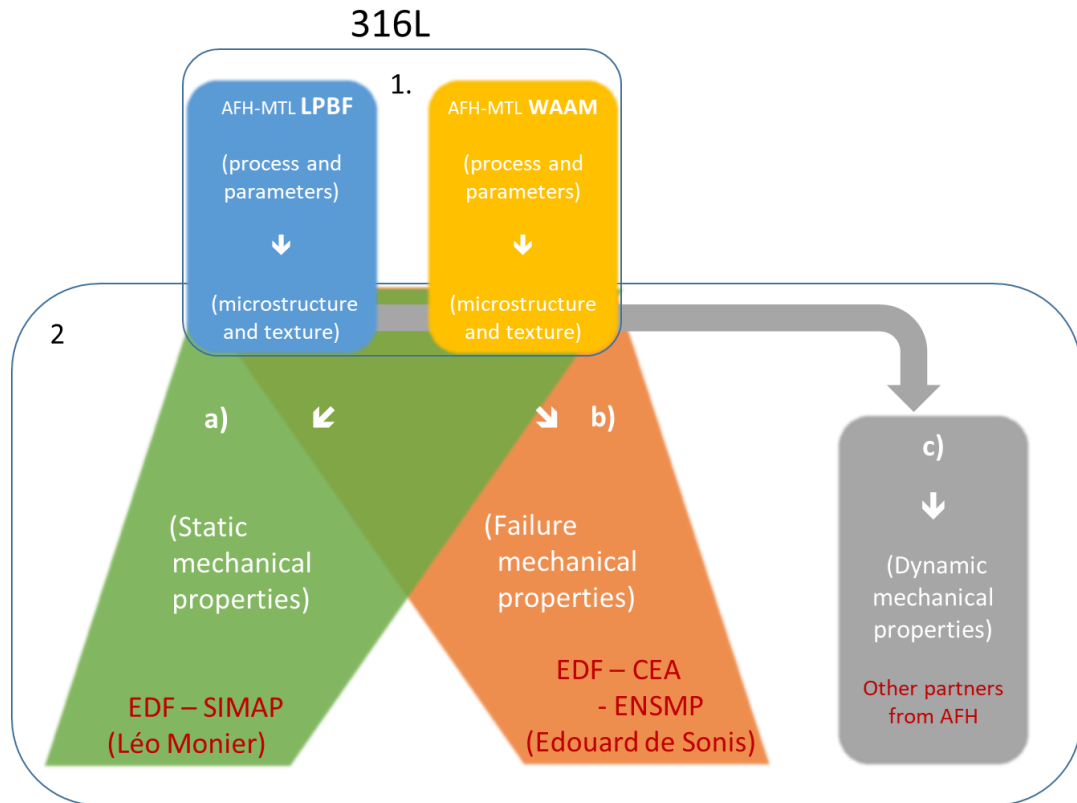 316L
1.
AFH-MTL LPBF
(process and
parameters)
(microstructure
and texture)
AFH-MTL WAAM
(process and
parameters)
(microstructure
and texture)
2
a)
(Static
mechanical
properties)
EDF – SIMAP
(Léo Monier)
b)
(Failure
mechanical
properties)
EDF – CEA
- ENSMP
(Edouard de Sonis)
c)
(Dynamic
mechanical
properties)
Other partners
from AFH